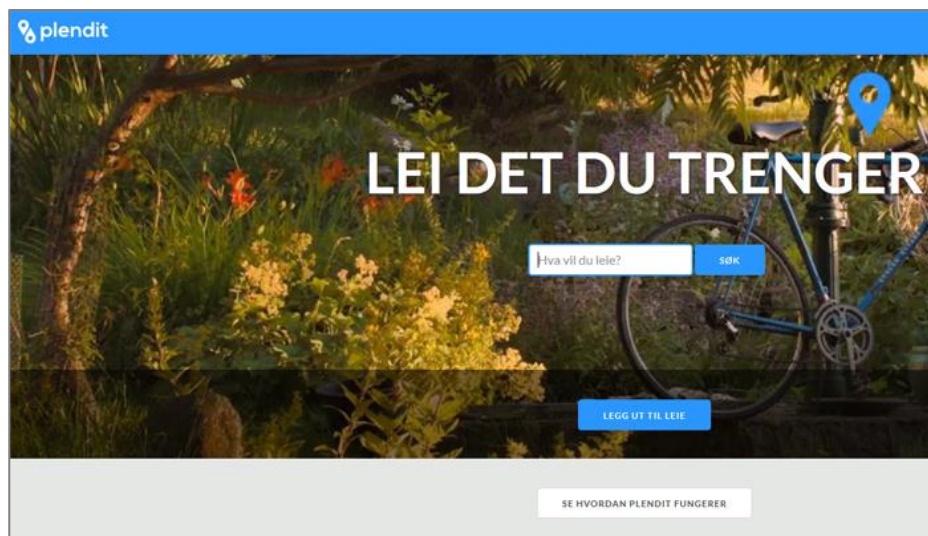 plendit
LEI DET DU TRENGER
Hva vil du leie?
SØK
LEGG UT TIL LEIE
SE HVORDAN PLENDIT FUNGERER